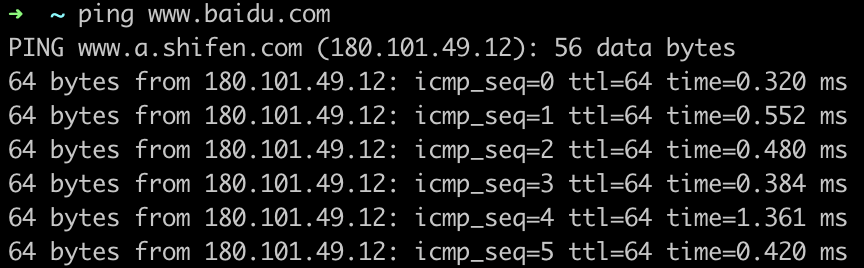 ➜  ~ ping www.baidu.com
PING www.a.shifen.com (180.101.49.12): 56 data bytes
64 bytes from 180.101.49.12: icmp_seq=0 ttl=64 time=0.320 ms
64 bytes from 180.101.49.12: icmp_seq=1 ttl=64 time=0.552 ms
64 bytes from 180.101.49.12: icmp_seq=2 ttl=64 time=0.480 ms
64 bytes from 180.101.49.12: icmp_seq=3 ttl=64 time=0.384 ms
64 bytes from 180.101.49.12: icmp_seq=4 ttl=64 time=1.361 ms
64 bytes from 180.101.49.12: icmp_seq=5 ttl=64 time=0.420 ms